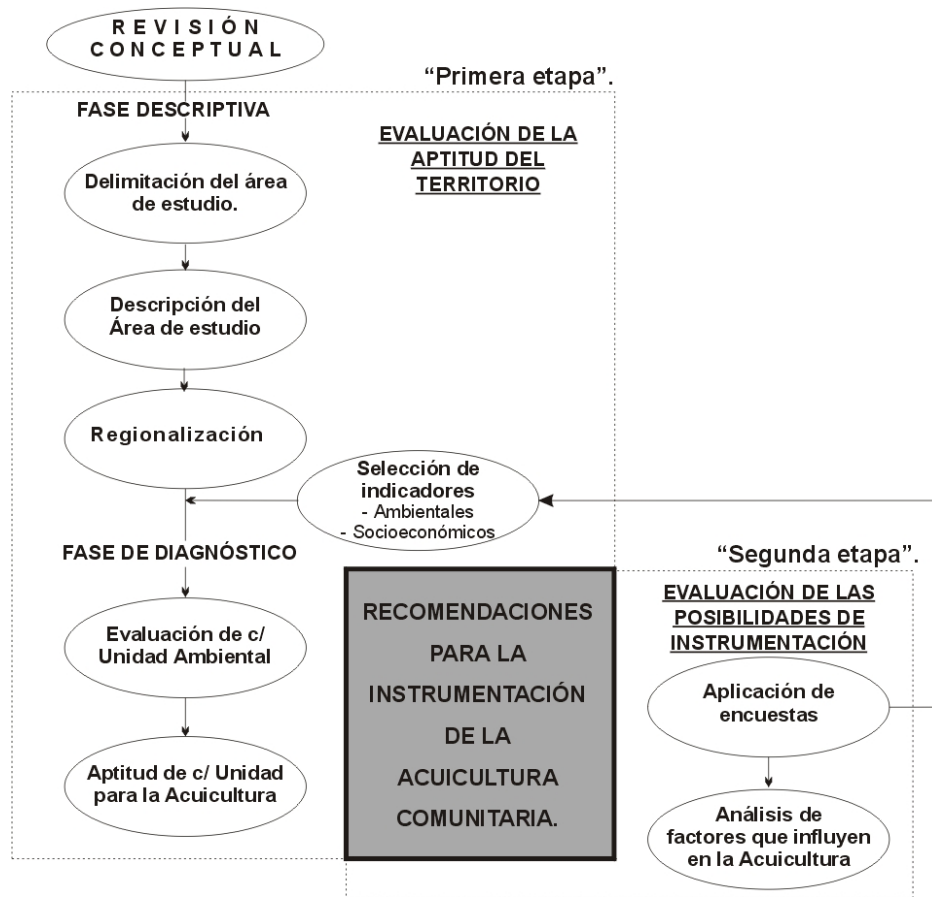 REVISIÓN
CONCEPTUAL
“Primera etapa”.
FASE DESCRIPTIVA
EVALUACIÓN DE LA
APTITUD DEL
TERRITORIO
Delimitación del área
de estudio.
Descripción del
Área de estudio
Regionalización
Selección de
indicadores
- Ambientales
- Socioeconómicos
FASE DE DIAGNÓSTICO
Evaluación de c/
Unidad Ambiental
Aptitud de c/ Unidad
para la Acuicultura
RECOMENDACIONES
PARA LA
INSTRUMENTACIÓN
DE LA
ACUICULTURA
COMUNITARIA.
“Segunda etapa”.
EVALUACIÓN DE LAS
POSIBILIDADES DE
INSTRUMENTACIÓN
Aplicación de
encuestas
Análisis de
factores que influyen
en la Acuicultura